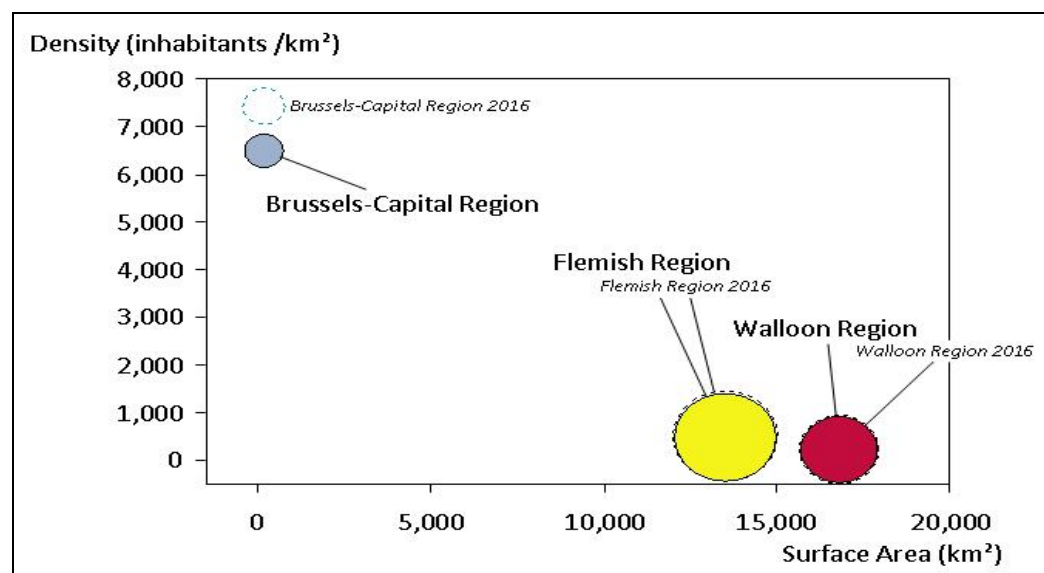 Density (inhabitants /km²)
8,000
Brussels-Capital Region 2016
7,000
6,000
Brussels-Capital Region
5,000
4,000
Flemish Region
Flemish Region 2016
3,000
Walloon Region
Walloon Region 2016
2,000
1,000
0
0 5,000 10,000 15,000 20,000
Surface Area (km²)